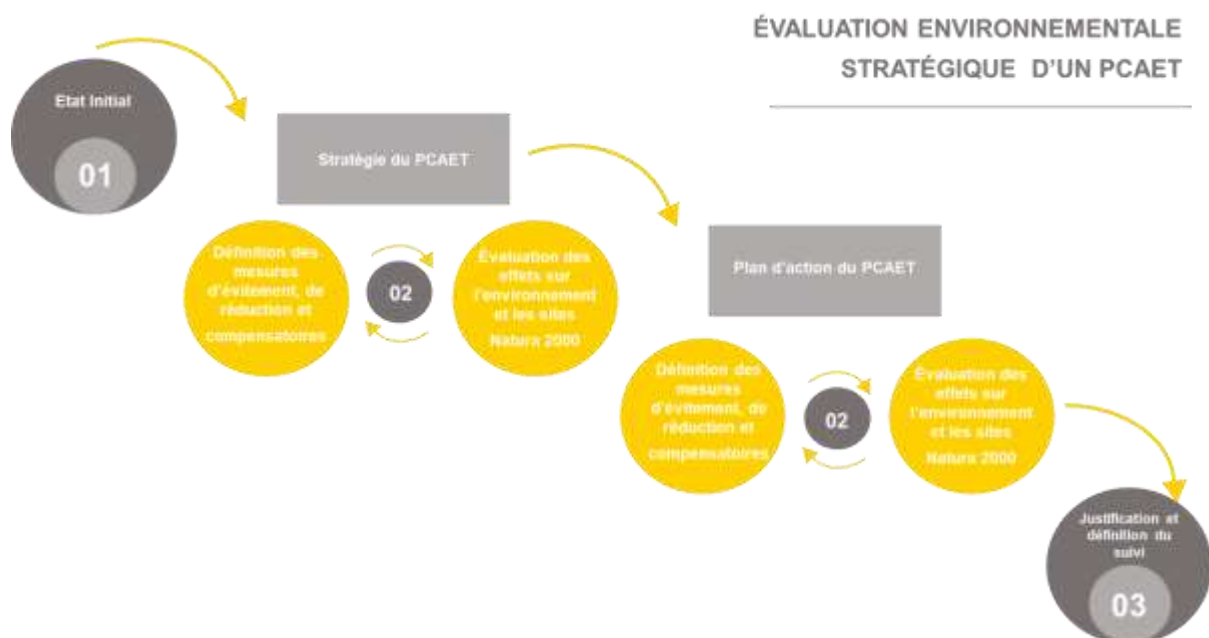 ÉVALUATION ENVIRONNEMENTALE
STRATÉGIQUE D'UN PCAET
Etat Initial
01
Stratégie du PCAET
Définition des
mesures
d'évitement, de
réduction et
compensatoires
02
Évaluation des
effets sur
l'environnement
et les sites
Natura 2000
Plan d'action du PCAET
Définition des
mesures
d'évitement, de
réduction et
compensatoires
02
Évaluation des
effets sur
l'environnement
et les sites
Natura 2000
Justification et
définition du
suivi
03